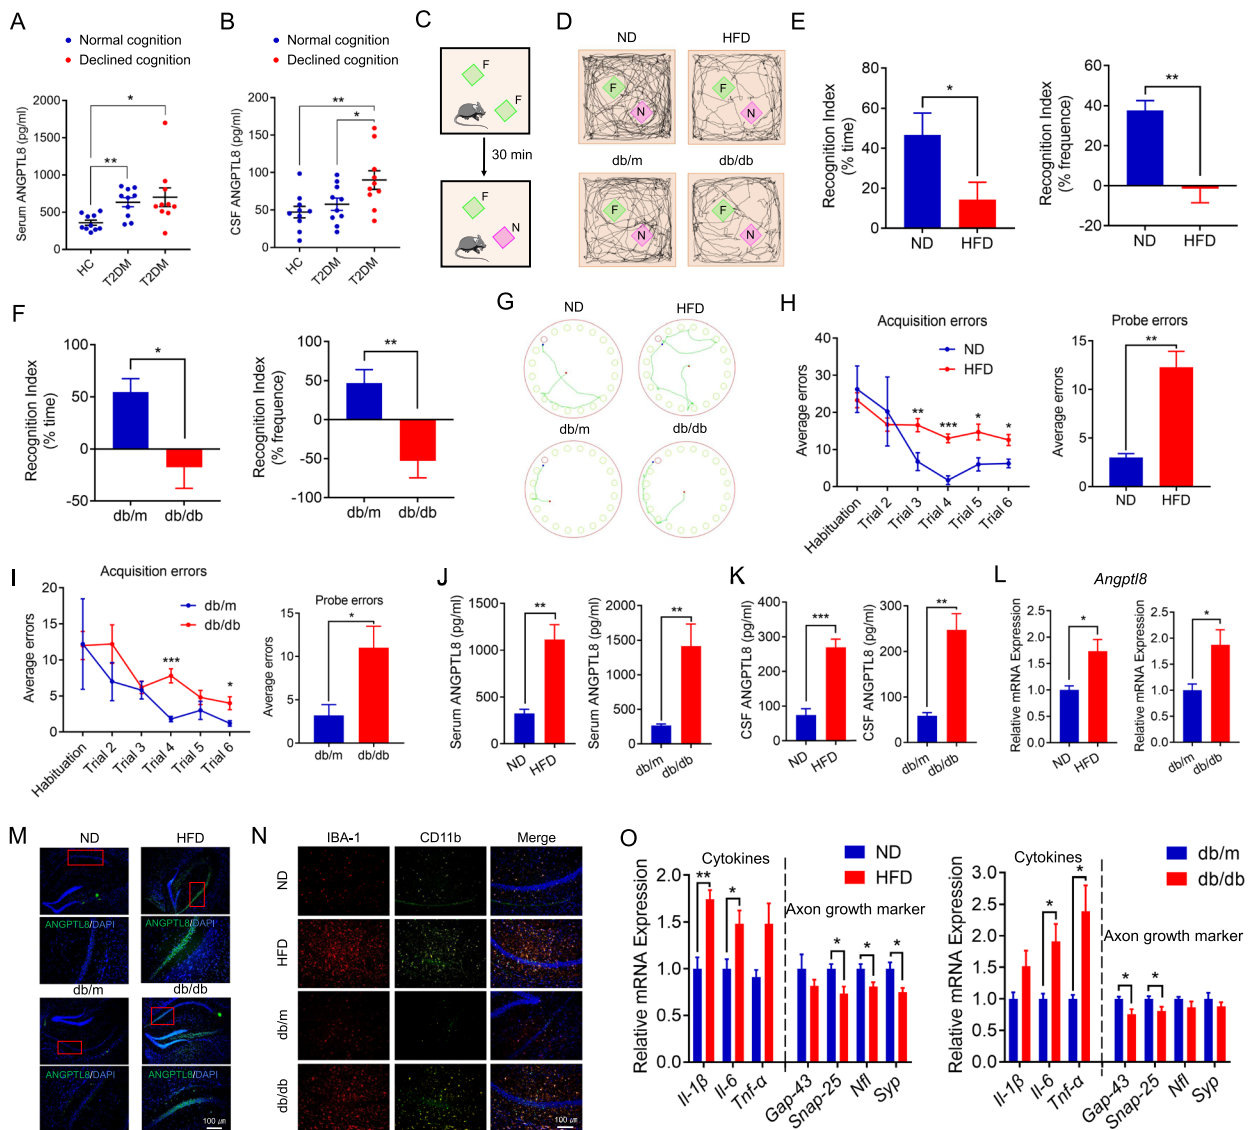 A
Normal cognition
Declined cognition
Serum ANGPTL8 (pg/ml)
2000
1500
1000
500
0
*
**
HC
T2DM
T2DM
B
Normal cognition
Declined cognition
CSF ANGPTL8 (pg/ml)
200
150
100
50
0
**
*
HC
T2DM
T2DM
C
F
F
30 min
F
N
D
ND
HFD
F
N
F
N
db/m
db/db
F
N
F
N
E
Recognition Index
(% time)
80
60
40
20
0
*
ND
HFD
Recognition Index
(% frequence)
60
40
20
0
-20
**
ND
HFD
F
Recognition Index
(% time)
100
50
0
-50
*
db/m
db/db
Recognition Index
(% frequence)
100
50
0
-50
-100
**
db/m
db/db
G
ND
HFD
db/m
db/db
H
Acquisition errors
ND
HFD
Average errors
40
30
20
10
0
**
***
*
*
Habituation
Trial 2
Trial 3
Trial 4
Trial 5
Trial 6
Probe errors
Average errors
15
10
5
0
**
ND
HFD
I
Acquisition errors
db/m
db/db
Average errors
20
15
10
5
0
***
*
Habituation
Trial 2
Trial 3
Trial 4
Trial 5
Trial 6
Probe errors
Average errors
15
10
5
0
*
db/m
db/db
J
Serum ANGPTL8 (pg/ml)
1500
1200
900
600
300
0
**
ND
HFD
Serum ANGPTL8 (pg/ml)
2000
1600
1200
800
400
0
**
db/m
db/db
K
CSF ANGPTL8 (pg/ml)
400
300
200
100
0
***
ND
HFD
CSF ANGPTL8 (pg/ml)
300
250
200
150
100
50
0
**
db/m
db/db
L
Angptl8
Relative mRNA Expression
2.5
2.0
1.5
1.0
0.5
0.0
*
ND
HFD
Relative mRNA Expression
2.5
2.0
1.5
1.0
0.5
0.0
*
db/m
db/db
M
ND
HFD
ANGPTL8/DAPI
ANGPTL8/DAPI
db/m
db/db
ANGPTL8/DAPI
ANGPTL8/DAPI
100 ㎛
N
IBA-1
CD11b
Merge
ND
HFD
db/m
db/db
100 ㎛
O
Relative mRNA Expression
2.0
1.5
1.0
0.5
0.0
Cytokines
ND
HFD
Axon growth marker
**
*
*
*
*
Il-1β
Il-6
Tnf-α
Gap-43
Snap-25
Nfl
Syp
Relative mRNA Expression
3.0
2.5
2.0
1.5
1.0
0.5
0.0
Cytokines
db/m
db/db
Axon growth marker
*
*
*
*
Il-1β
Il-6
Tnf-α
Gap-43
Snap-25
Nfl
Syp